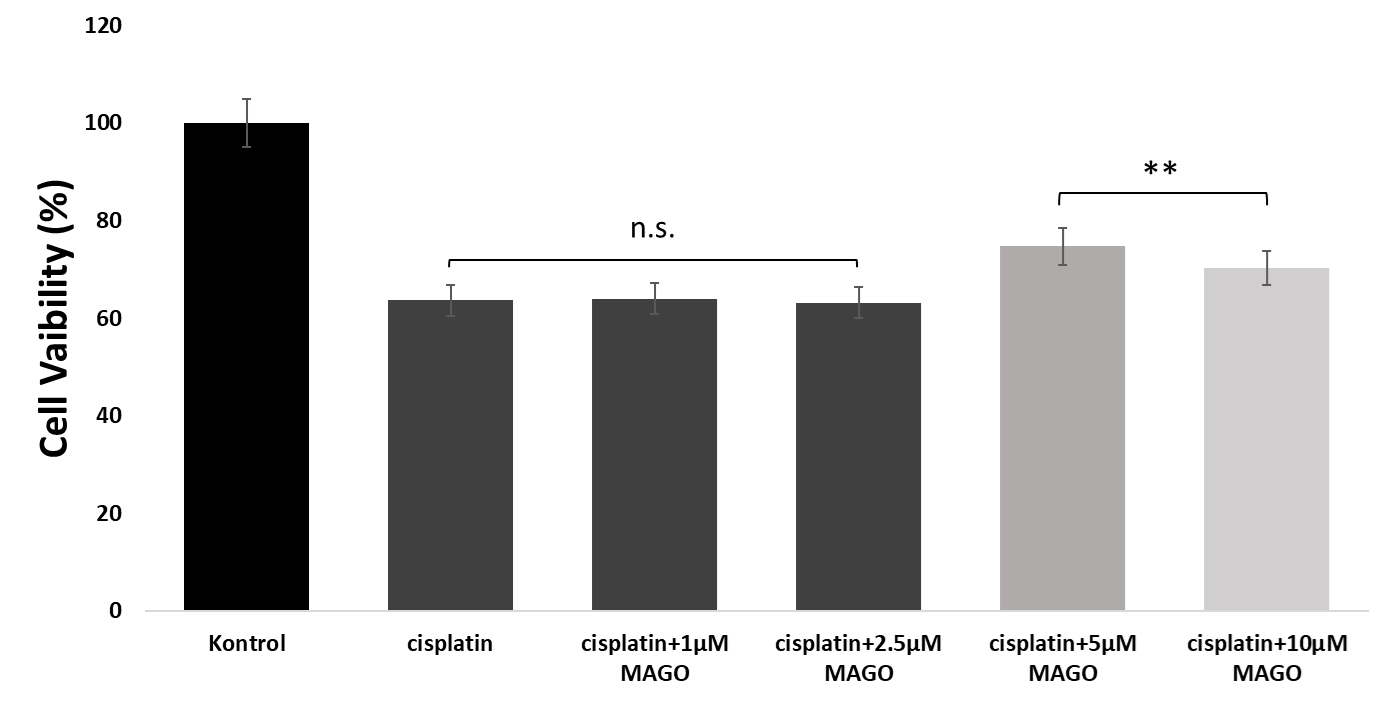 120
100
80
60
40
20
0
Cell Vaibility (%)
n.s.
**
Kontrol
cisplatin
cisplatin+1µM
MAGO
cisplatin+2.5µM
MAGO
cisplatin+5µM
MAGO
cisplatin+10µM
MAGO